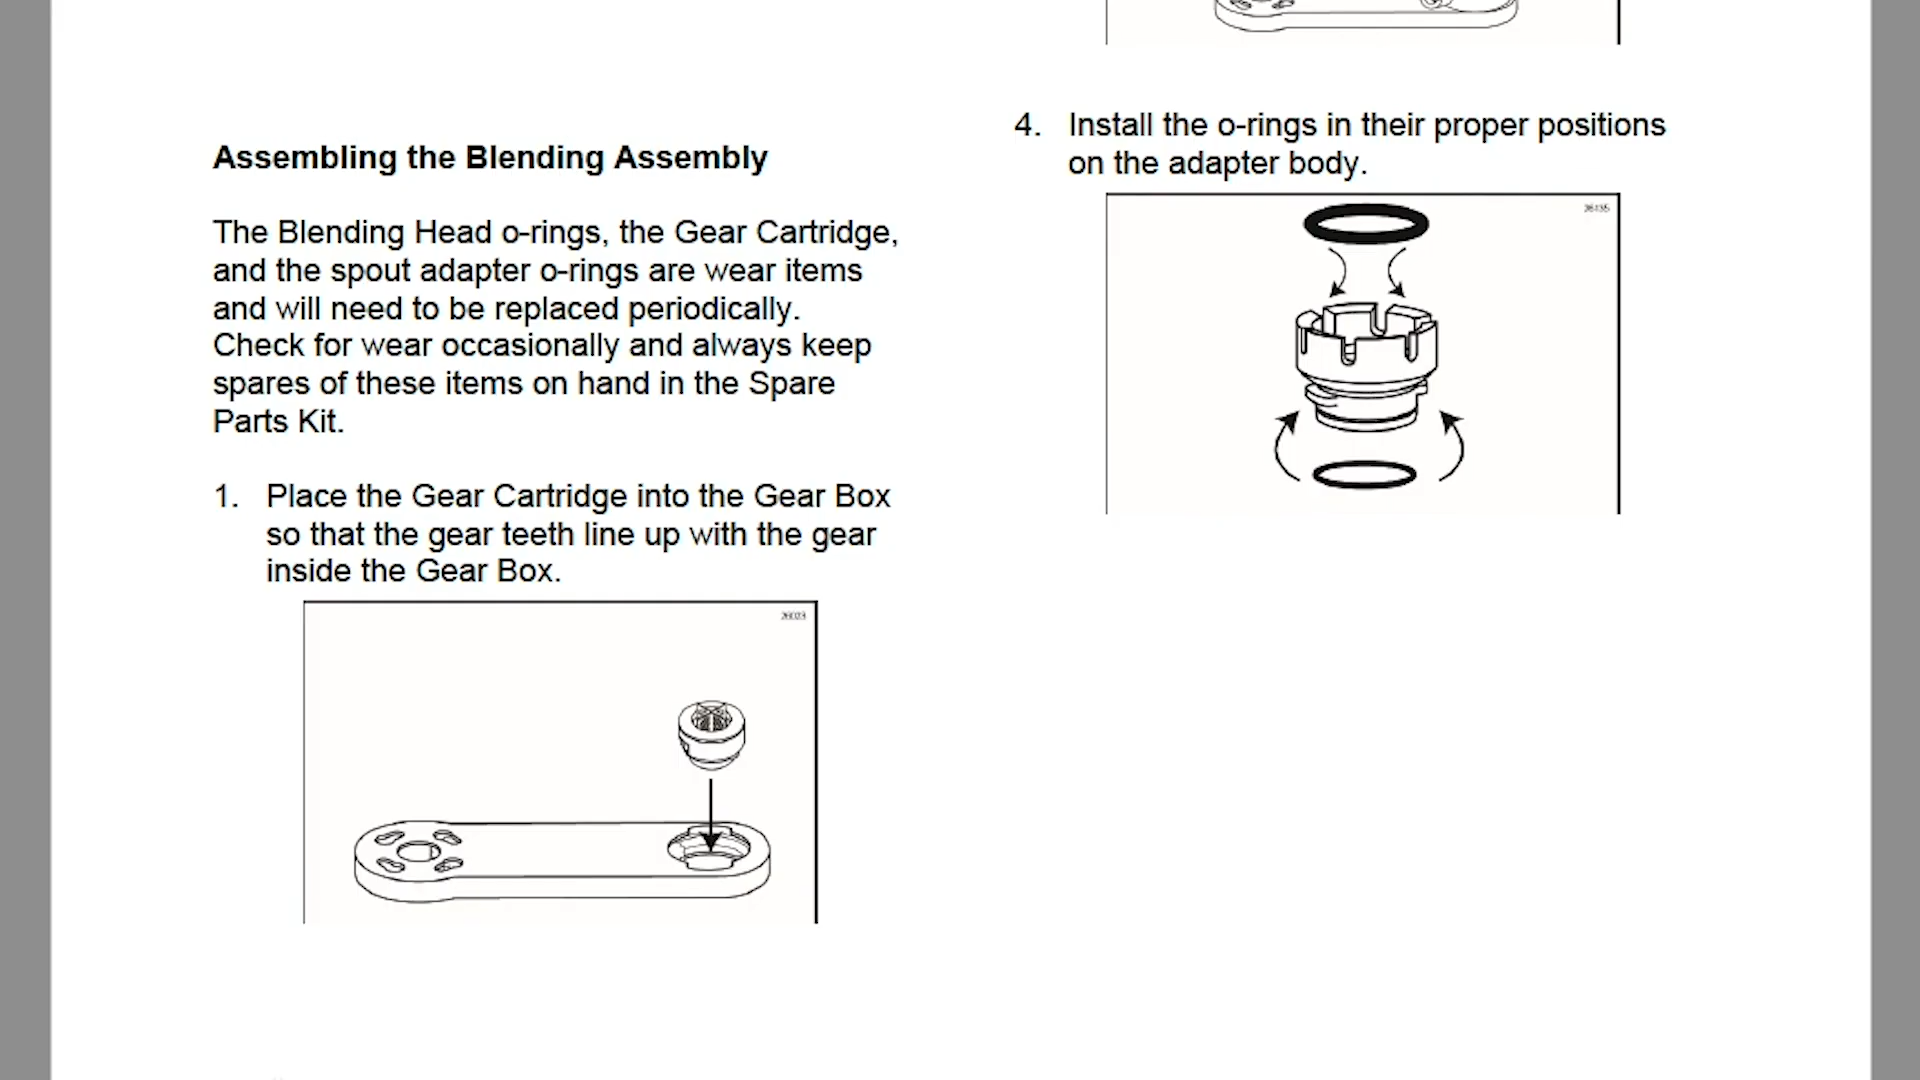 Assembling the Blending Assembly
The Blending Head o-rings, the Gear Cartridge,
and the spout adapter o-rings are wear items
and will need to be replaced periodically.
Check for wear occasionally and always keep
spares of these items on hand in the Spare
Parts Kit.
1. Place the Gear Cartridge into the Gear Box
so that the gear teeth line up with the gear
inside the Gear Box.
4. Install the o-rings in their proper positions
on the adapter body.